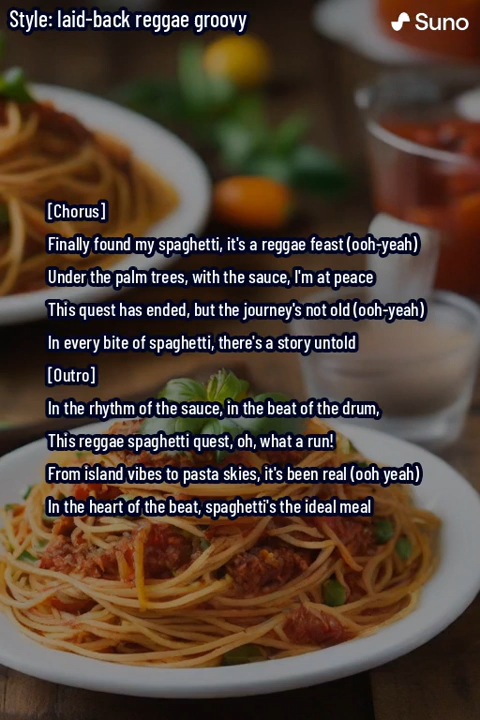 Style: laid-back reggae groovy
Suno
[Chorus]
Finally found my spaghetti, it's a reggae feast (ooh-yeah)
Under the palm trees, with the sauce, I'm at peace
This quest has ended, but the journey's not old (ooh-yeah)
In every bite of spaghetti, there's a story untold
[Outro]
In the rhythm of the sauce, in the beat of the drum,
This reggae spaghetti quest, oh, what a run!
From island vibes to pasta skies, it's been real (ooh yeah)
In the heart of the beat, spaghetti's the ideal meal